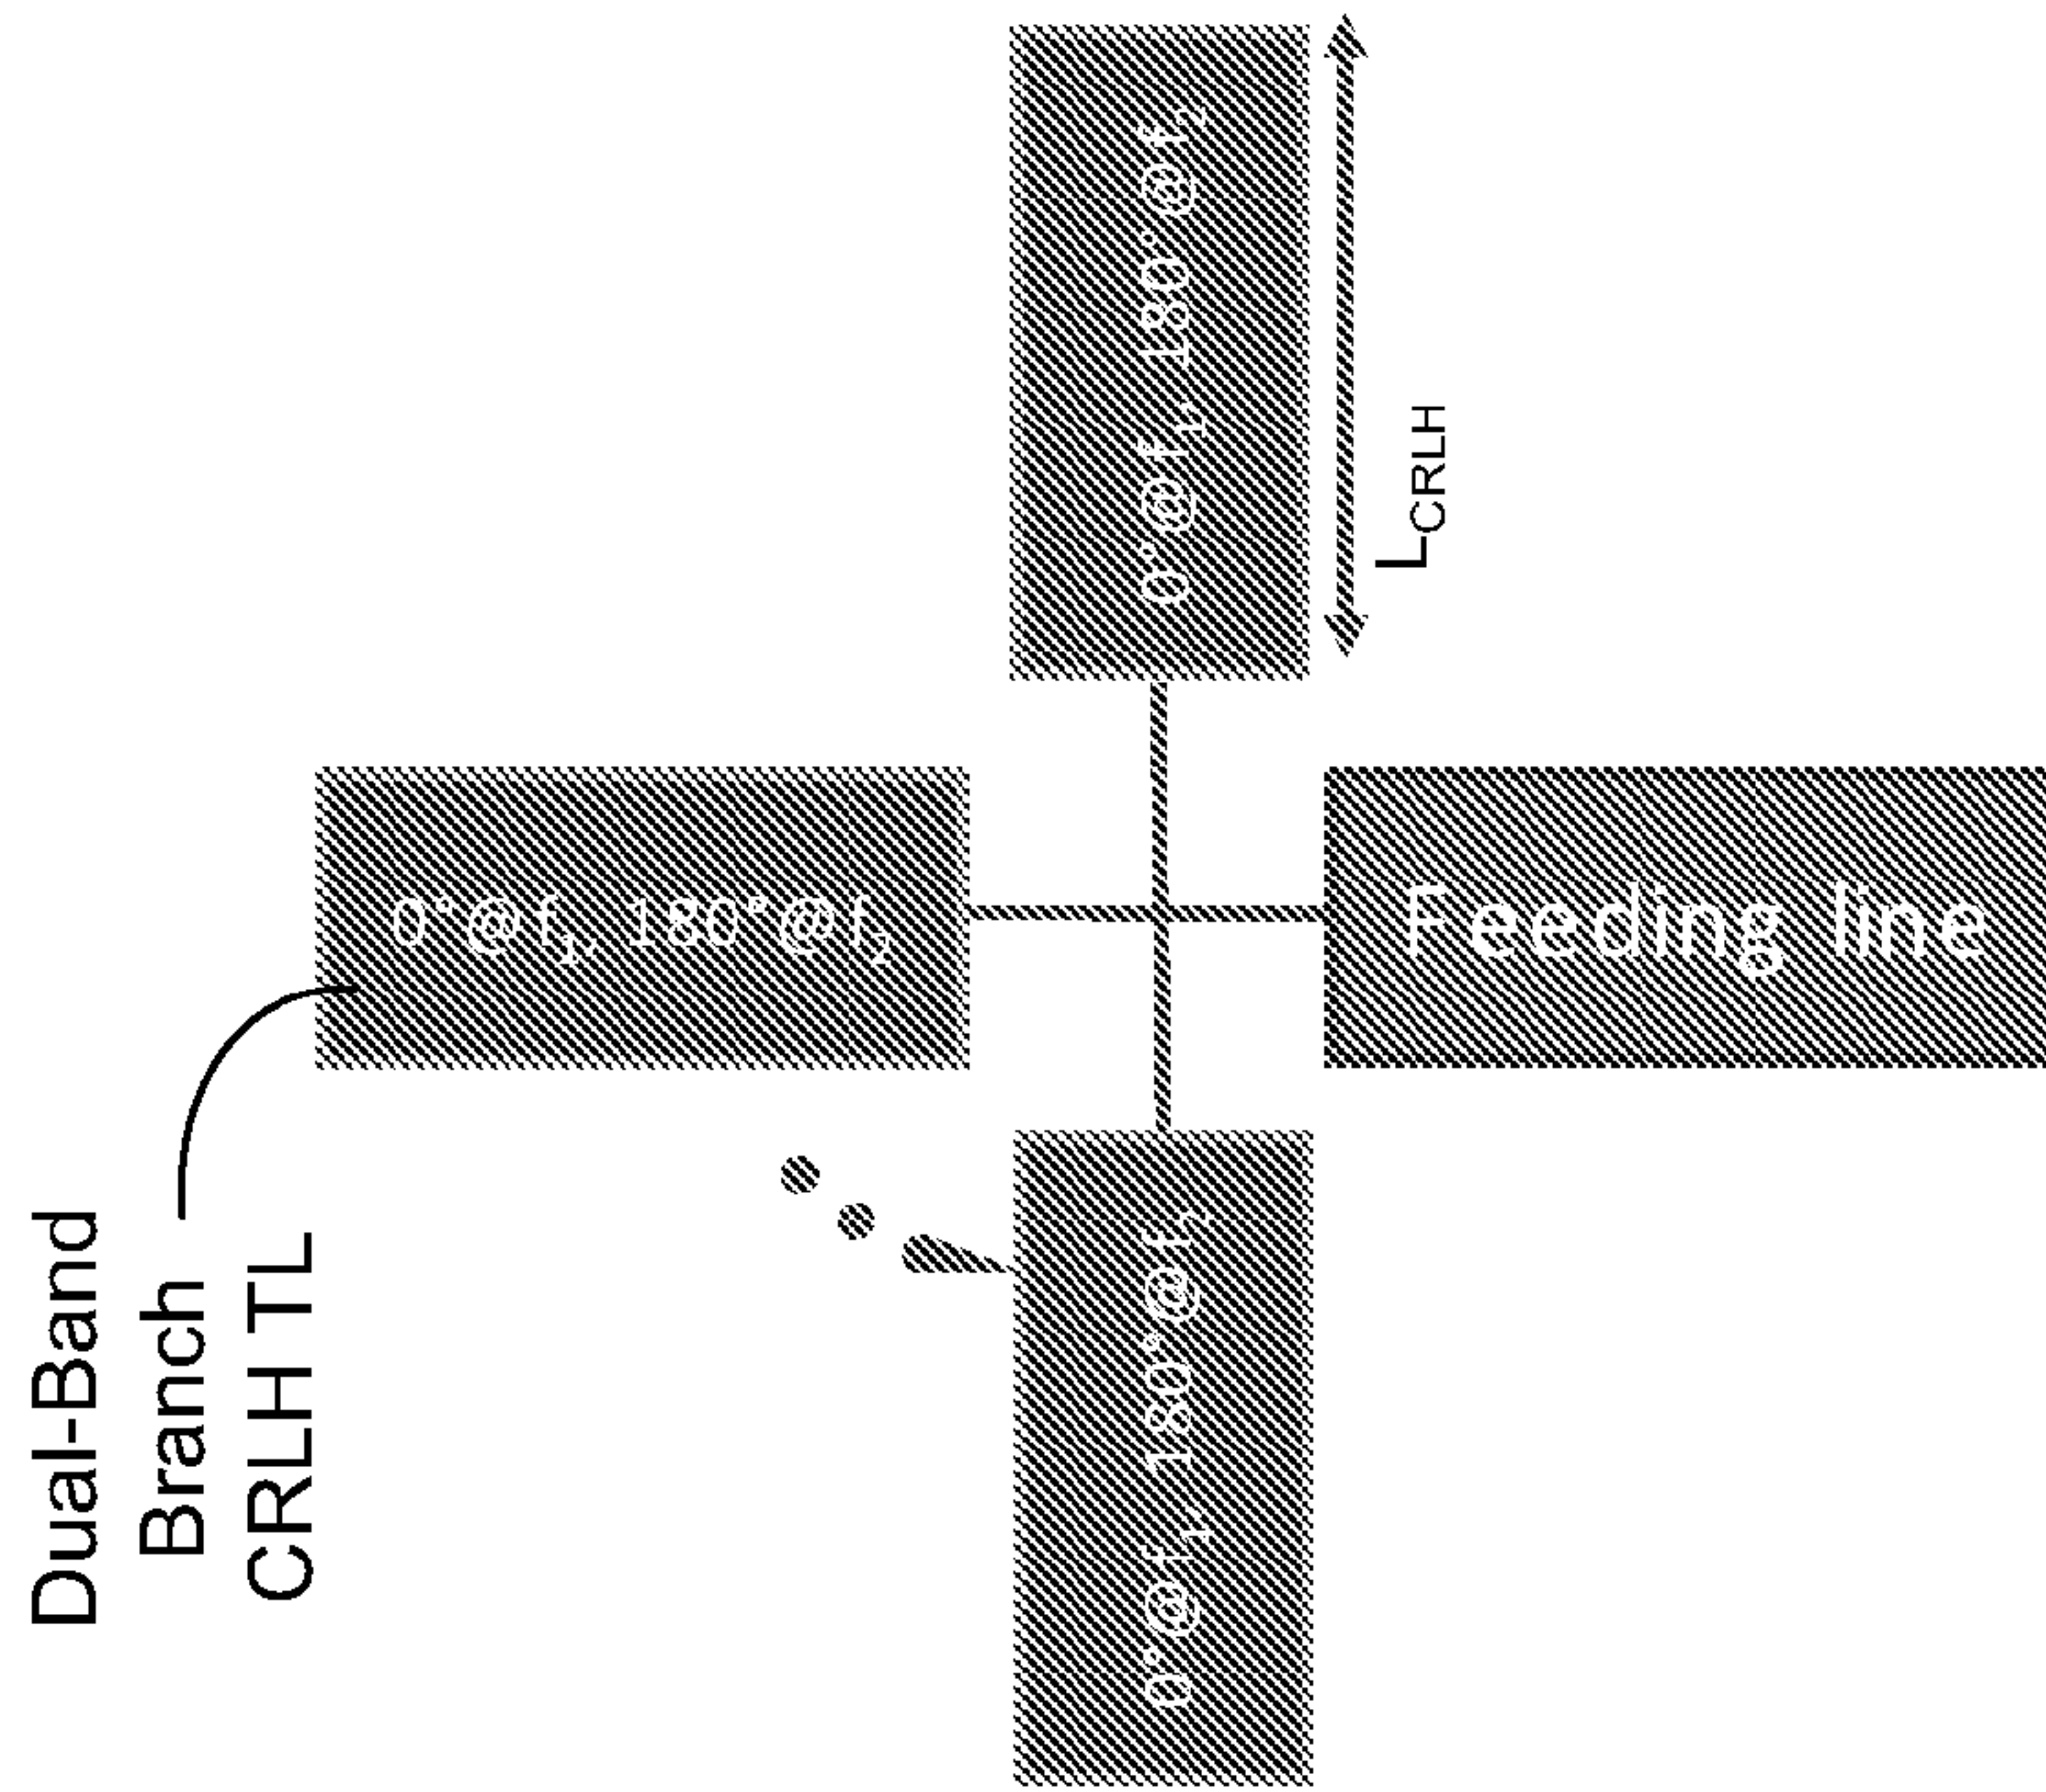 Dual-Band
Branch
CRLH TL
0°@f₁, 180°@f₂
0°@f₁, 180°@f₂
L_CRLH
0°@f₁, 180°@f₂
Feeding line